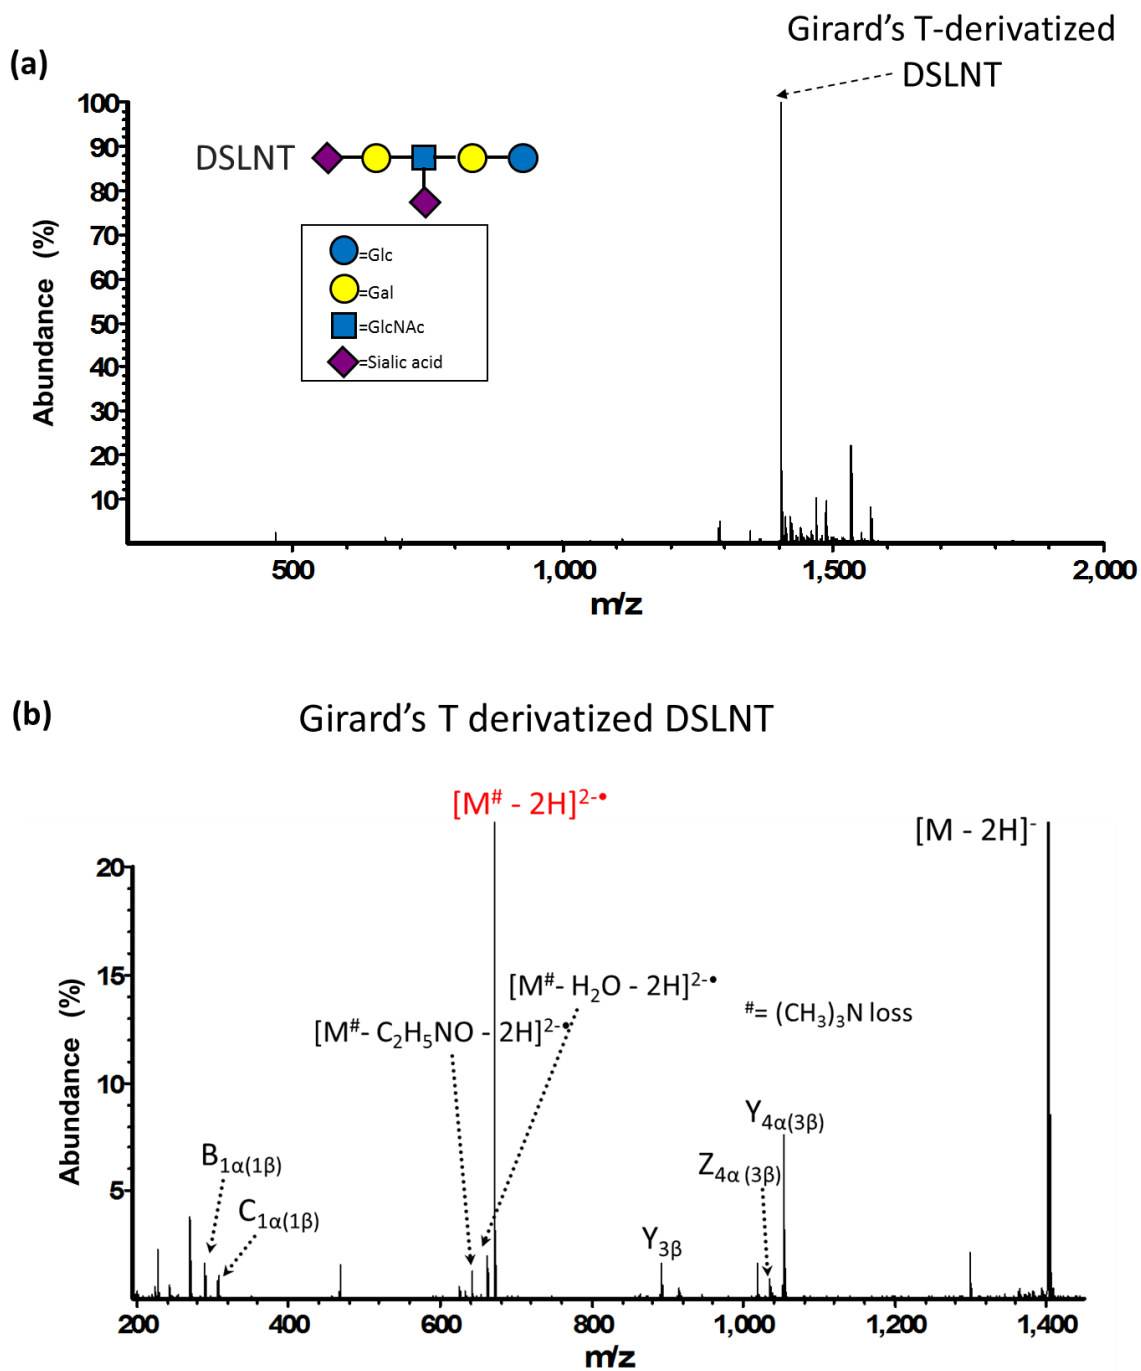 (a)
Girard’s T-derivatized
DSLNT
DSLNT
=Glc
=Gal
=GlcNAc
=Sialic acid
Abundance (%)
100
90
80
70
60
50
40
30
20
10
500
1,000
1,500
2,000
m/z
(b)
Girard’s T derivatized DSLNT
[M# - 2H]2-•
[M - 2H]-
[M#- H2O - 2H]2-•
#= (CH3)3N loss
[M#- C2H5NO - 2H]2-•
Y4α(3β)
B1α(1β)
Z4α (3β)
C1α(1β)
Y3β
Abundance (%)
20
15
10
5
200
400
600
800
1,000
1,200
1,400
m/z